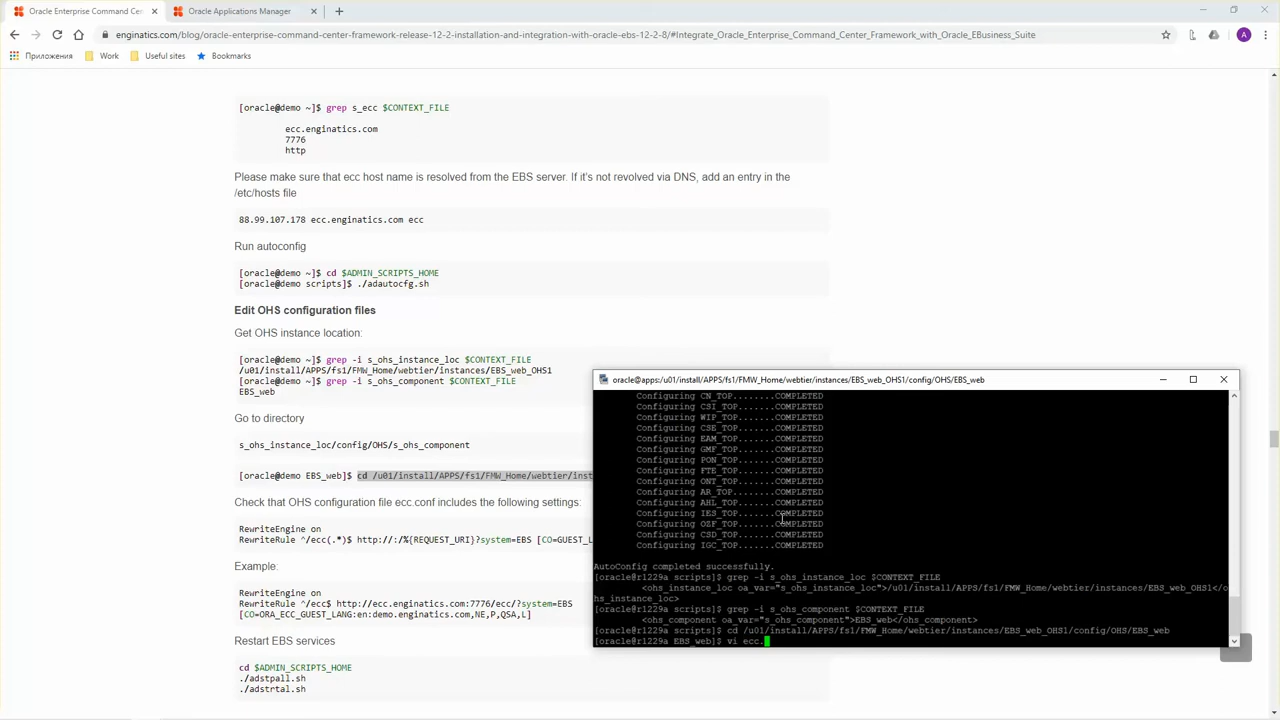 Oracle Enterprise Command Cen
Oracle Applications Manager
enginatics.com/blog/oracle-enterprise-command-center-framework-release-12-2-installation-and-integration-with-oracle-ebs-12-2-8/#Integrate_Oracle_Enterprise_Command_Center_Framework_with_Oracle_EBusiness_Suite
A
Приложения
Work
Useful sites
Bookmarks
[oracle@demo ~]$ grep s_ecc $CONTEXT_FILE
ecc.enginatics.com
7776
http
Please make sure that ecc host name is resolved from the EBS server. If it's not revolved via DNS, add an entry in the
/etc/hosts file
88.99.107.178 ecc.enginatics.com ecc
Run autoconfig
[oracle@demo ~]$ cd $ADMIN_SCRIPTS_HOME
[oracle@demo scripts]$ ./adautocfg.sh
Edit OHS configuration files
Get OHS instance location:
[oracle@demo ~]$ grep -i s_ohs_instance_loc $CONTEXT_FILE
/u01/install/APPS/fs1/FMW_Home/webtier/instances/EBS_web_OHS1
[oracle@demo ~]$ grep -i s_ohs_component $CONTEXT_FILE
EBS_web
Go to directory
s_ohs_instance_loc/config/OHS/s_ohs_component
[oracle@demo EBS_web]$ cd /u01/install/APPS/fs1/FMW_Home/webtier/inst
Check that OHS configuration file ecc.conf includes the following settings:
RewriteEngine on
RewriteRule ^/ecc(.*)$ http://:/%{REQUEST_URI}?system=EBS [CO=GUEST_L
Example:
RewriteEngine on
RewriteRule ^/ecc$ http://ecc.enginatics.com:7776/ecc/?system=EBS
[CO=ORA_ECC_GUEST_LANG:en:demo.enginatics.com,NE,P,QSA,L]
Restart EBS services
cd $ADMIN_SCRIPTS_HOME
./adstpall.sh
./adstrtal.sh
oracle@apps:/u01/install/APPS/fs1/FMW_Home/webtier/instances/EBS_web_OHS1/config/OHS/EBS_web
Configuring CN_TOP.......COMPLETED
Configuring CSI_TOP......COMPLETED
Configuring WIP_TOP......COMPLETED
Configuring CSE_TOP......COMPLETED
Configuring EAM_TOP......COMPLETED
Configuring GMF_TOP......COMPLETED
Configuring PON_TOP......COMPLETED
Configuring FTE_TOP......COMPLETED
Configuring ONT_TOP......COMPLETED
Configuring AR_TOP.......COMPLETED
Configuring AHL_TOP......COMPLETED
Configuring IES_TOP......COMPLETED
Configuring OZF_TOP......COMPLETED
Configuring CSD_TOP......COMPLETED
Configuring IGC_TOP......COMPLETED
AutoConfig completed successfully.
[oracle@r1229a scripts]$ grep -i s_ohs_instance_loc $CONTEXT_FILE
<ohs_instance_loc oa_var="s_ohs_instance_loc">/u01/install/APPS/fs1/FMW_Home/webtier/instances/EBS_web_OHS1</o
hs_instance_loc>
[oracle@r1229a scripts]$ grep -i s_ohs_component $CONTEXT_FILE
<ohs_component oa_var="s_ohs_component">EBS_web</ohs_component>
[oracle@r1229a scripts]$ cd /u01/install/APPS/fs1/FMW_Home/webtier/instances/EBS_web_OHS1/config/OHS/EBS_web
[oracle@r1229a EBS_web]$ vi ecc.